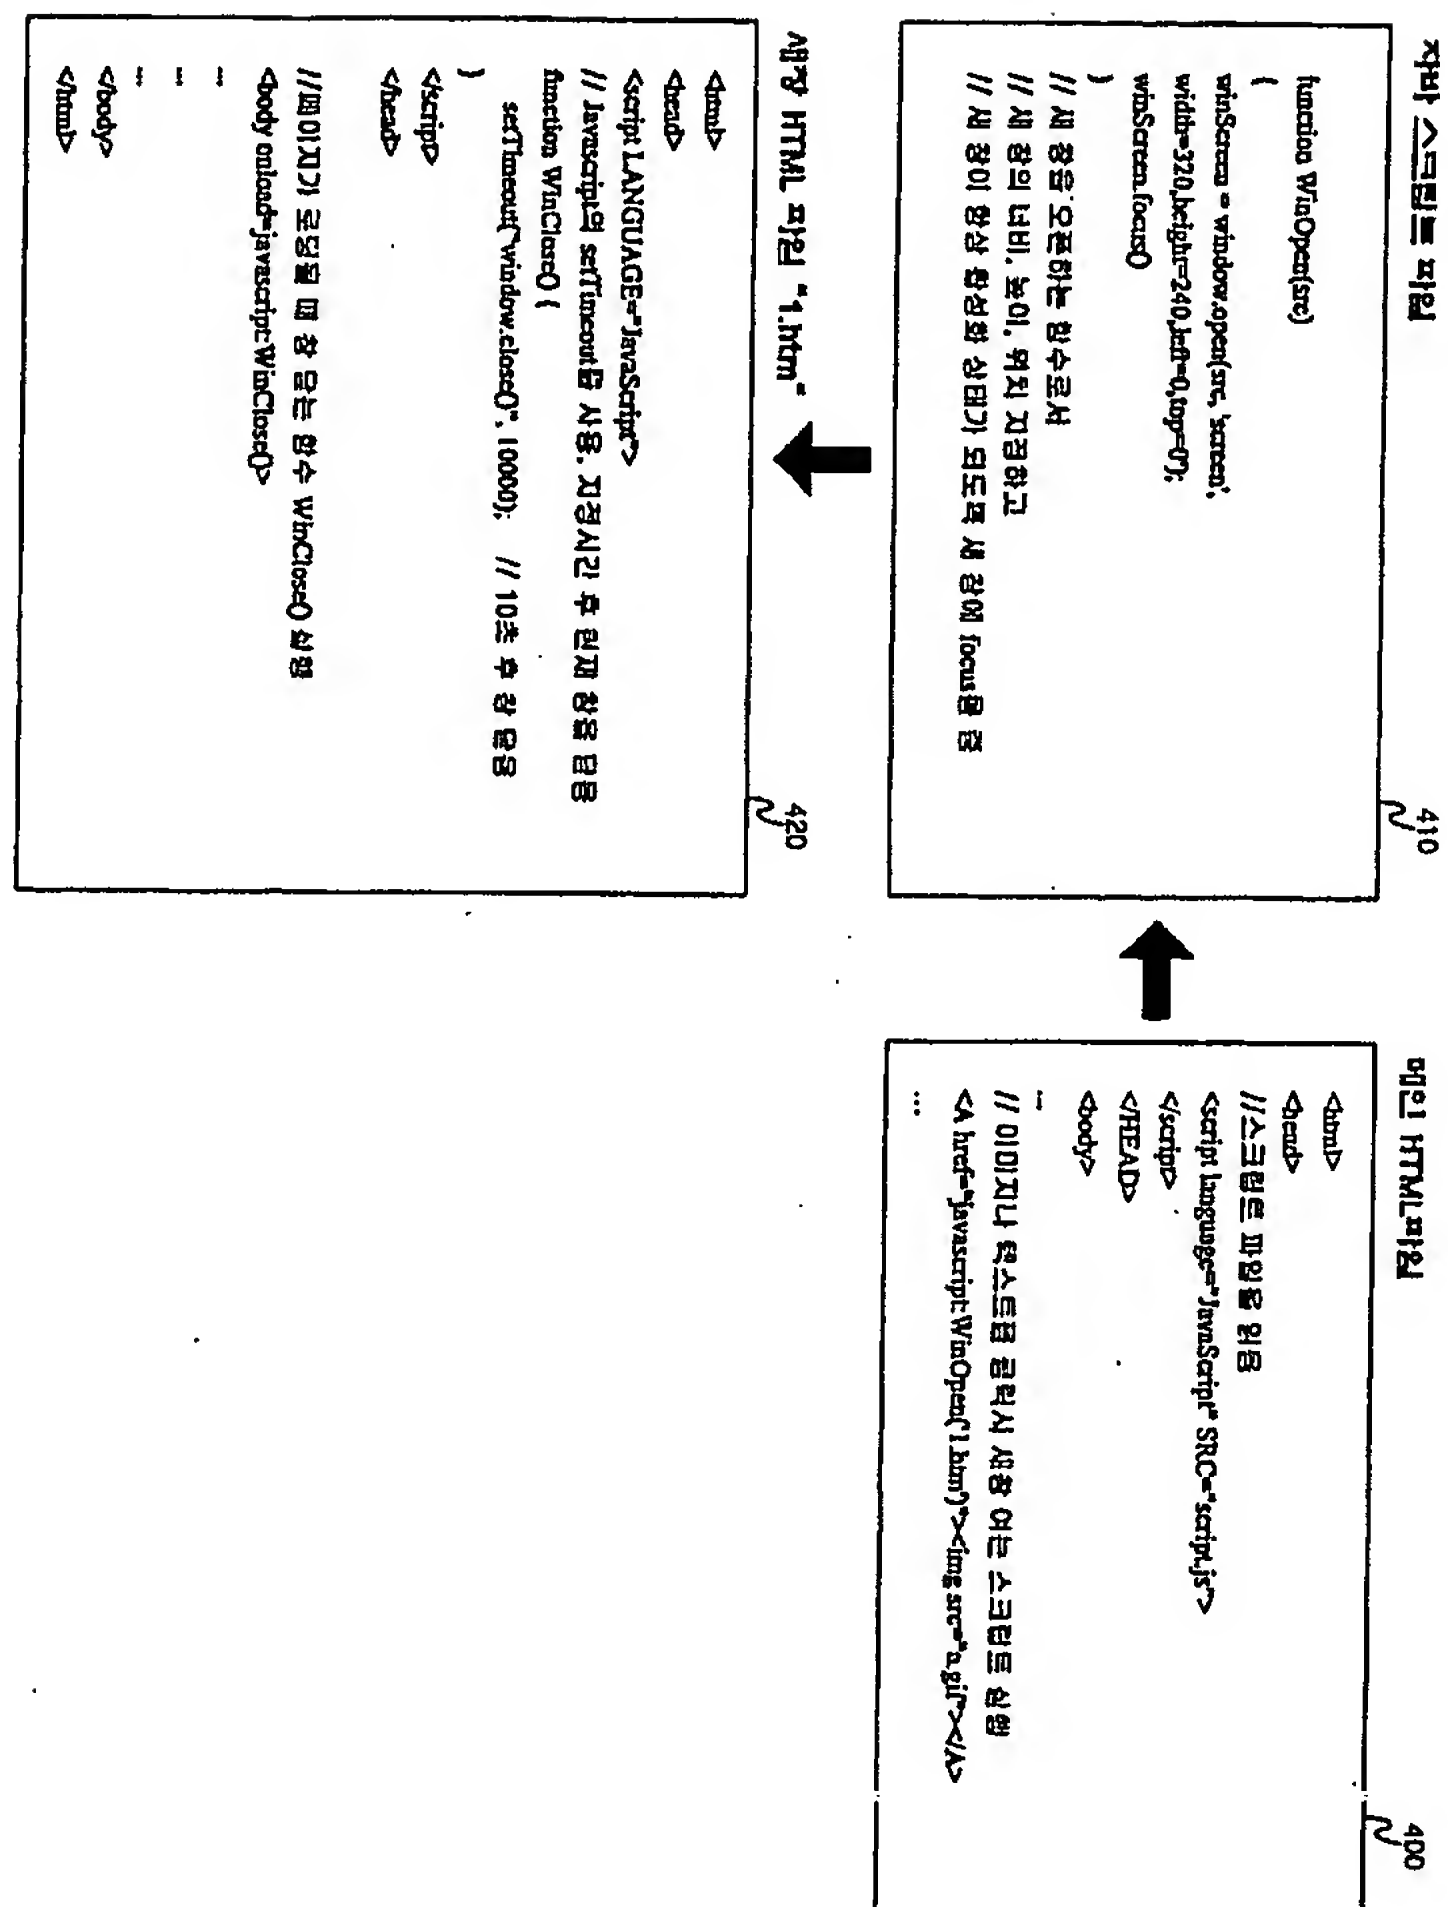 자바 스크립트 파일
410
function WinOpen(src)
{
winScreen = window.open(src, 'screen',
width=320,height=240,left=0,top=0");
winScreen.focus()
}
// 새 창을 오픈하는 함수로서
// 새 창의 너비, 높이, 위치 지정하고
// 새 창이 항상 활성화 상태가 되도록 새 창에 focus를 줌
새창 HTML 파일 "1.htm"
420
<html>
<head>
<script LANGUAGE="JavaScript">
// Javascript의 setTimeout를 사용, 지정시간 후 현재 창을 닫음
function WinClose() {
setTimeout("window.close()", 10000); // 10초 후 창 닫음
}
</script>
</head>
//페이지가 로딩될 때 창 닫는 함수 WinClose() 실행
<body onload=javascript:WinClose()>
...
...
...
</body>
</html>
메인 HTML파일
400
<html>
<head>
//스크립트 파일을 읽음
<script language="JavaScript" SRC="script.js">
</script>
</HEAD>
<body>
...
// 이미지나 텍스트를 클릭시 새창 여는 스크립트 실행
<A href="javascript:WinOpen('1.htm')"><img src="a.gif"></A>
...